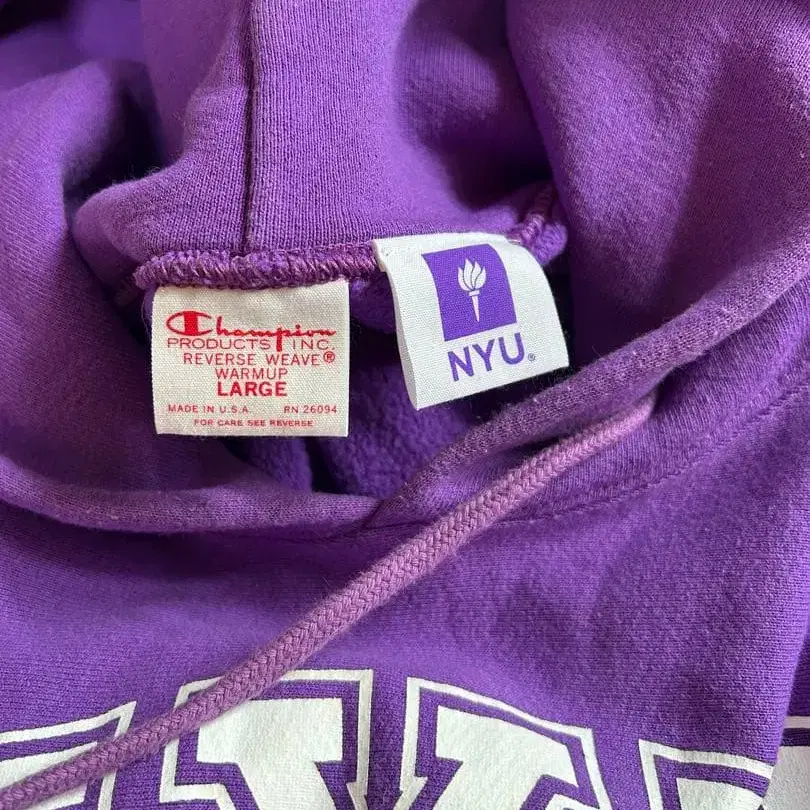 Champion
PRODUCTS INC.
REVERSE WEAVE®
WARMUP
LARGE
MADE IN U.S.A. RN 26094
FOR CARE SEE REVERSE
NYU®